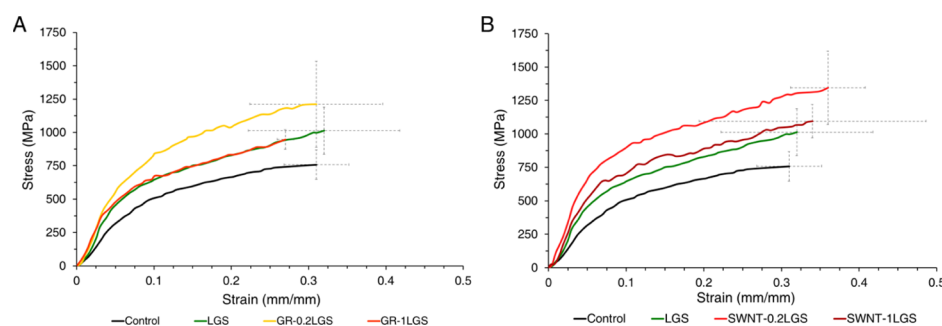 A
1750
1500
1250
1000
750
500
250
0
Stress (MPa)
0 0.1 0.2 0.3 0.4 0.5
Strain (mm/mm)
Control LGS GR-0.2LGS GR-1LGS
B
1750
1500
1250
1000
750
500
250
0
Stress (MPa)
0 0.1 0.2 0.3 0.4 0.5
Strain (mm/mm)
Control LGS SWNT-0.2LGS SWNT-1LGS